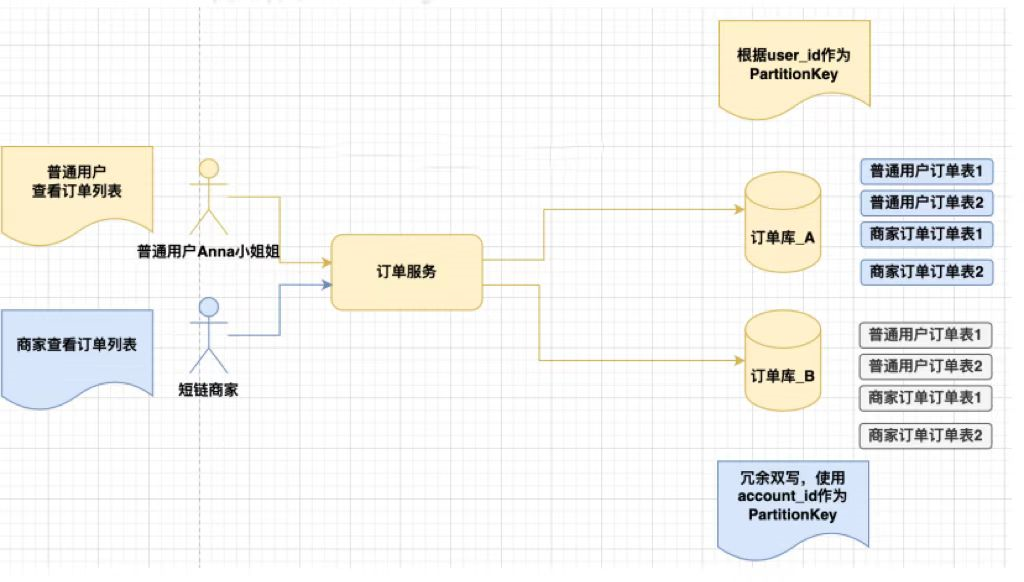 根据user_id作为
PartitionKey
普通用户
查看订单列表
普通用户Anna小姐姐
订单服务
商家查看订单列表
短链商家
订单库_A
普通用户订单表1
普通用户订单表2
商家订单订单表1
商家订单订单表2
订单库_B
普通用户订单表1
普通用户订单表2
商家订单订单表1
商家订单订单表2
冗余双写，使用
account_id作为
PartitionKey